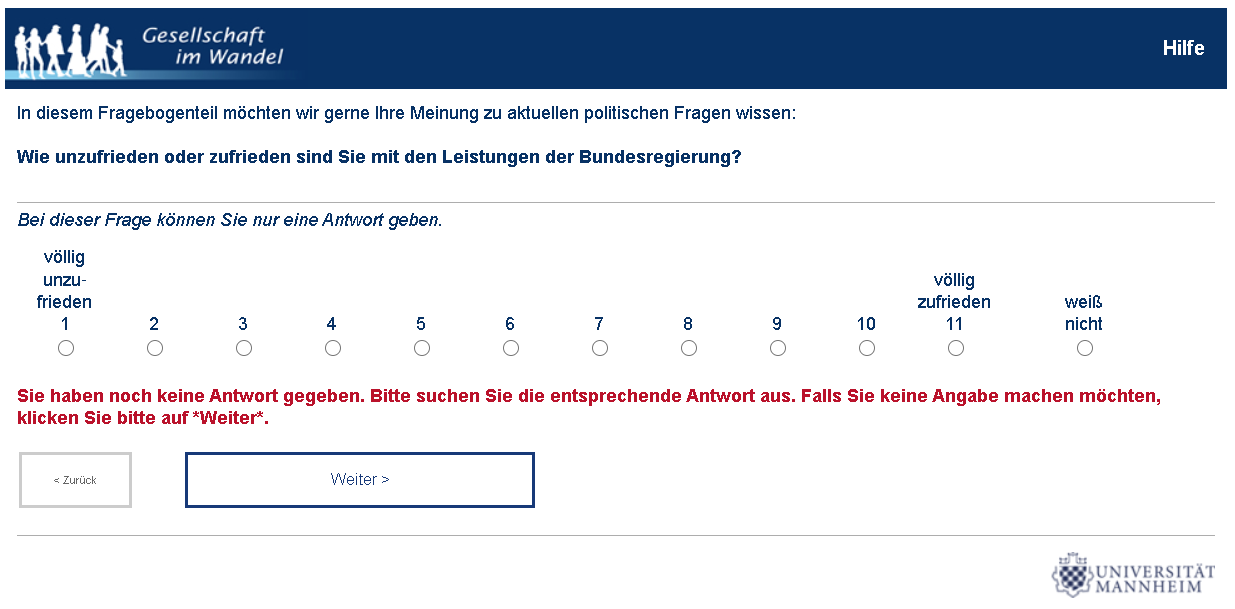 Gesellschaft
im Wandel
Hilfe
In diesem Fragebogenteil möchten wir gerne Ihre Meinung zu aktuellen politischen Fragen wissen:
Wie unzufrieden oder zufrieden sind Sie mit den Leistungen der Bundesregierung?
Bei dieser Frage können Sie nur eine Antwort geben.
völlig
unzu-
völlig
frieden
zufrieden
weiß
1 2 3 4 5 6 7 8 9 10 11 nicht
Sie haben noch keine Antwort gegeben. Bitte suchen Sie die entsprechende Antwort aus. Falls Sie keine Angabe machen möchten,
klicken Sie bitte auf *Weiter*.
< Zurück
Weiter >
UNIVERSITÄT
MANNHEIM